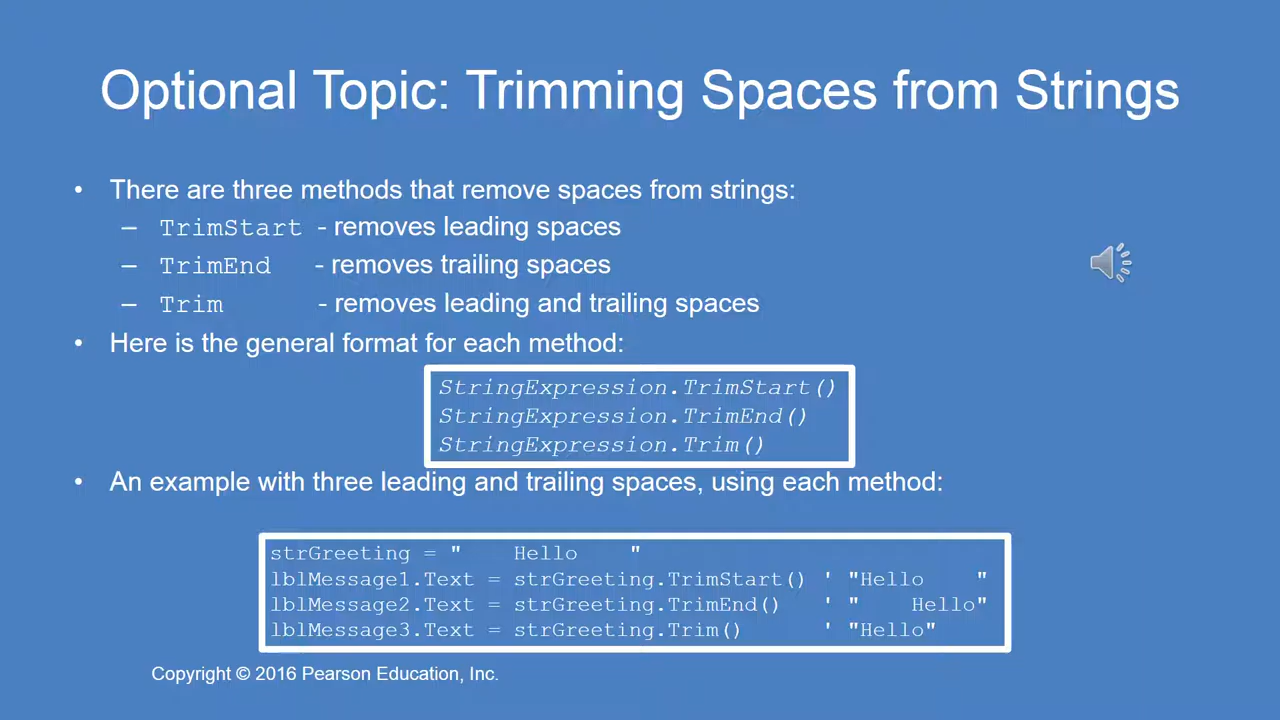 Optional Topic: Trimming Spaces from Strings
• There are three methods that remove spaces from strings:
– TrimStart - removes leading spaces
– TrimEnd - removes trailing spaces
– Trim - removes leading and trailing spaces
• Here is the general format for each method:
StringExpression.TrimStart()
StringExpression.TrimEnd()
StringExpression.Trim()
• An example with three leading and trailing spaces, using each method:
strGreeting = "    Hello    "
lblMessage1.Text = strGreeting.TrimStart() ' "Hello    "
lblMessage2.Text = strGreeting.TrimEnd()   ' "    Hello"
lblMessage3.Text = strGreeting.Trim()      ' "Hello"
Copyright © 2016 Pearson Education, Inc.